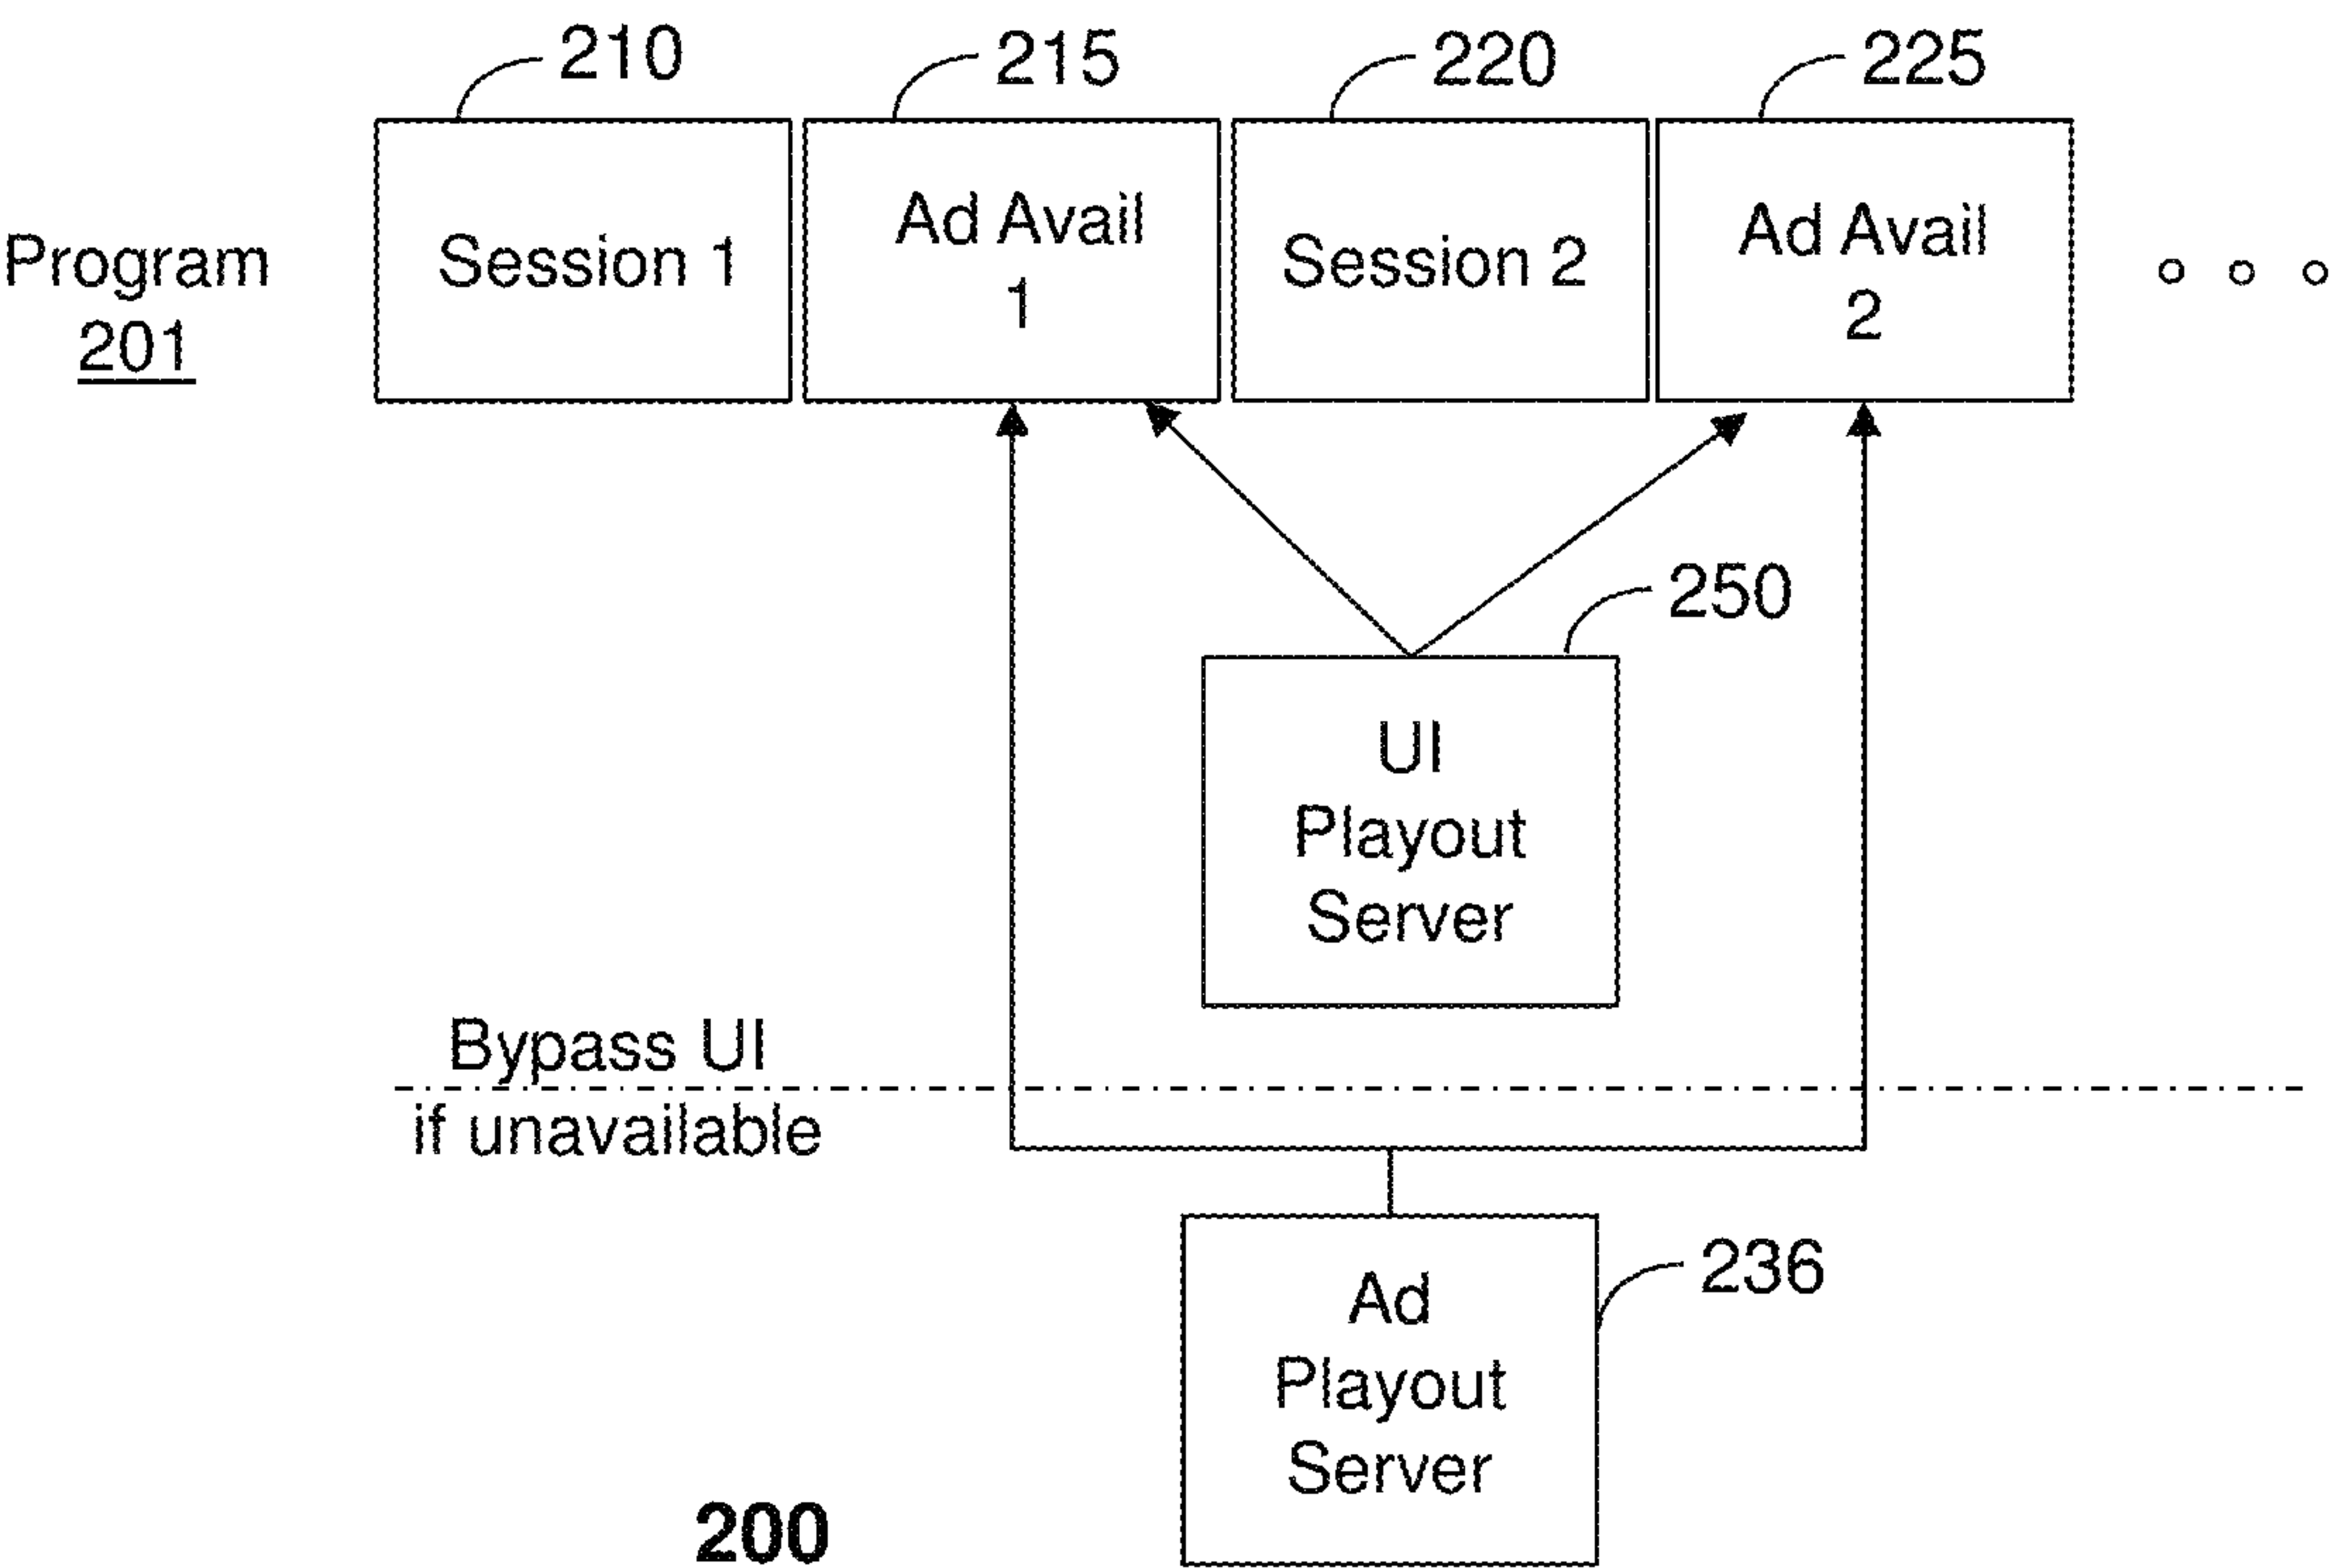 210
215
220
225
Program
201
Session 1
Ad Avail
1
Session 2
Ad Avail
2
250
UI
Playout
Server
Bypass UI
if unavailable
236
Ad
Playout
Server
200